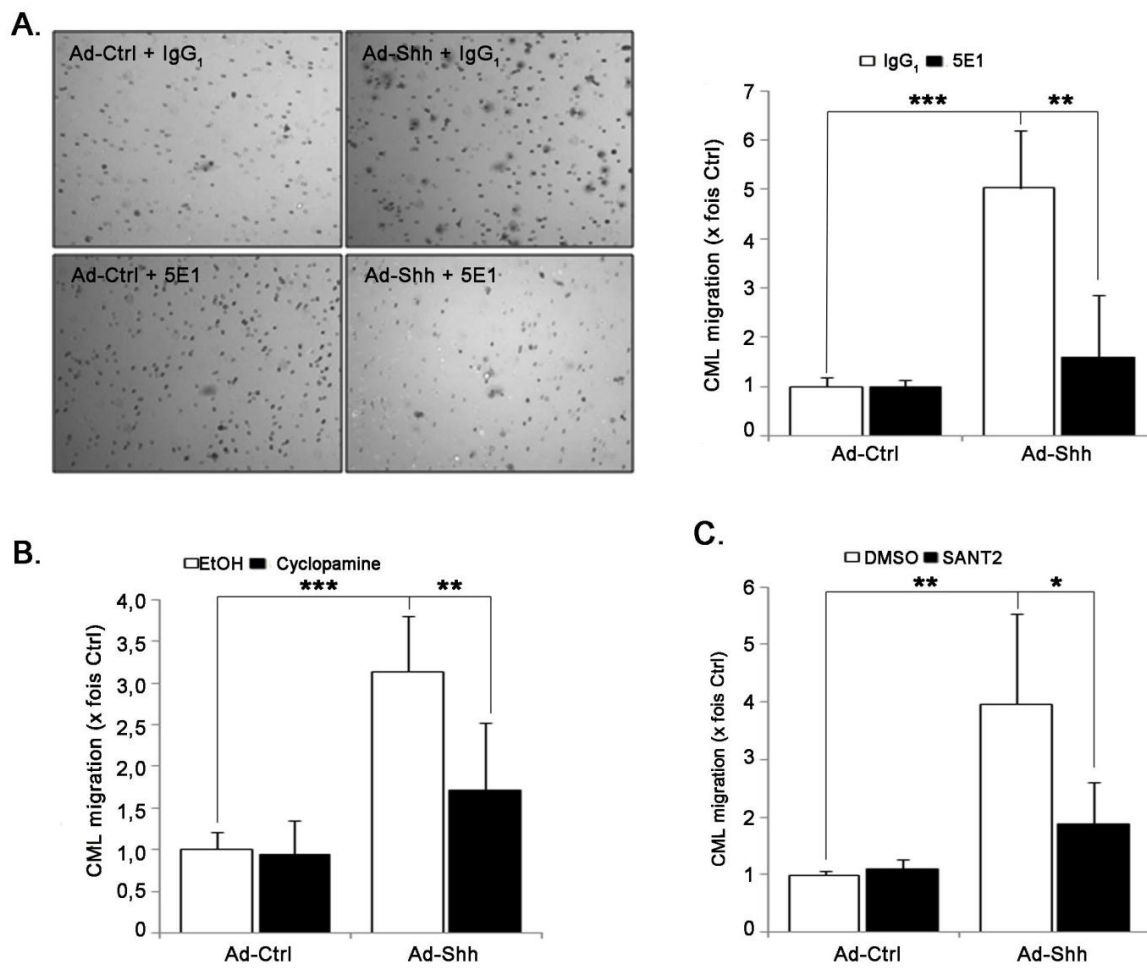 A.
Ad-Ctrl + IgG1
Ad-Shh + IgG1
Ad-Ctrl + 5E1
Ad-Shh + 5E1
IgG1 5E1
*** **
CML migration (x fois Ctrl)
7
6
5
4
3
2
1
0
Ad-Ctrl Ad-Shh
B.
EtOH Cyclopamine
*** **
CML migration (x fois Ctrl)
4,0
3,5
3,0
2,5
2,0
1,5
1,0
0,5
0
Ad-Ctrl Ad-Shh
C.
DMSO SANT2
** *
CML migration (x fois Ctrl)
6
5
4
3
2
1
0
Ad-Ctrl Ad-Shh